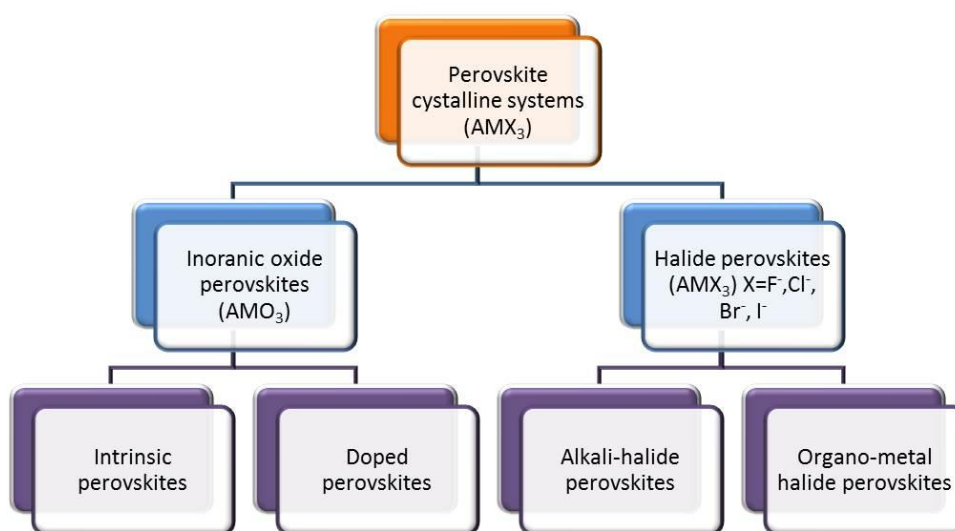 Perovskite
cystalline systems
(AMX₃)
Inoranic oxide
perovskites
(AMO₃)
Halide perovskites
(AMX₃) X=F⁻,Cl⁻,
Br⁻, I⁻
Intrinsic
perovskites
Doped
perovskites
Alkali-halide
perovskites
Organo-metal
halide perovskites